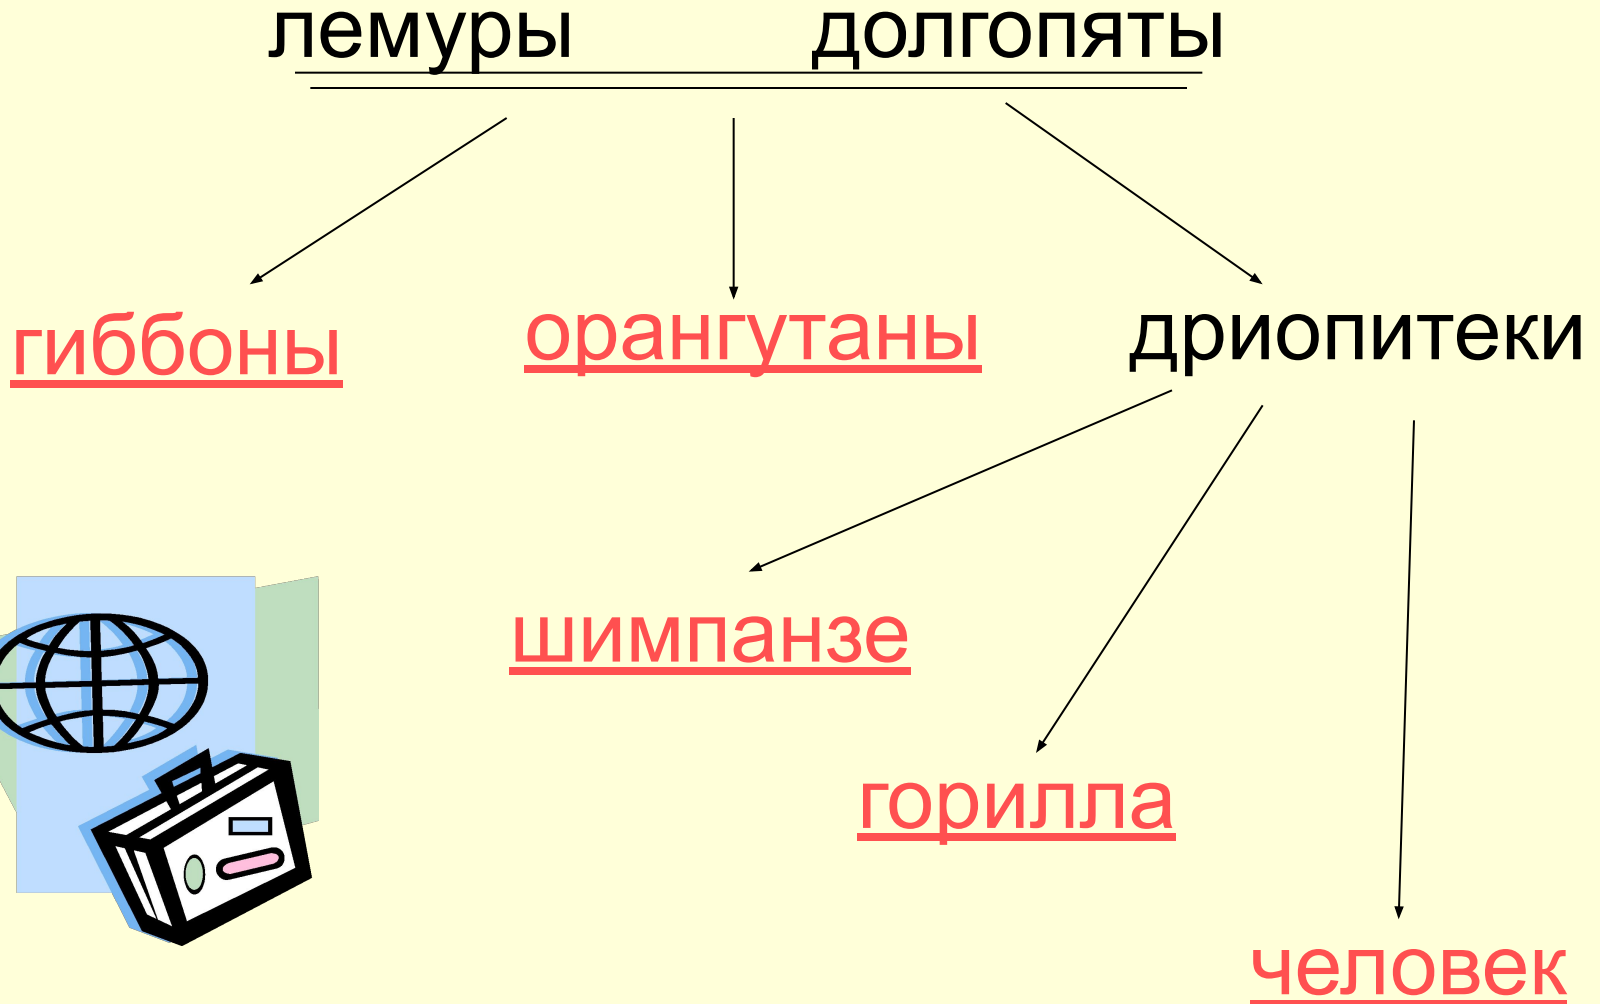 лемуры долгопяты
гиббоны орангутаны дриопитеки
шимпанзе
горилла
человек